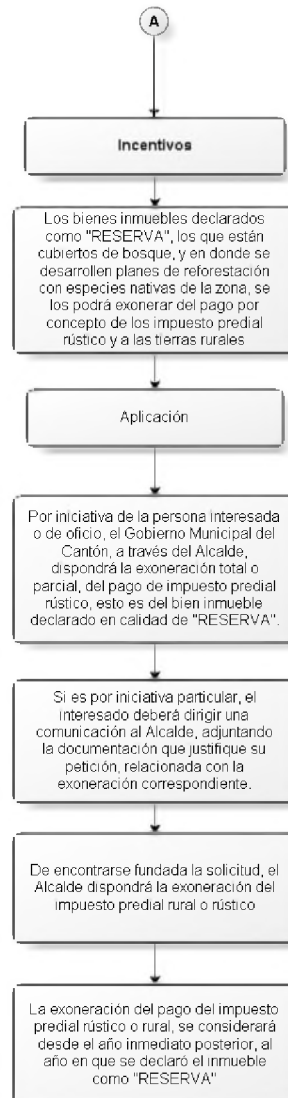 A
Incentivos
Los bienes inmuebles declarados
como "RESERVA", los que están
cubiertos de bosque, y en donde se
desarrollen planes de reforestación
con especies nativas de la zona, se
los podrá exonerar del pago por
concepto de los impuesto predial
rústico y a las tierras rurales
Aplicación
Por iniciativa de la persona interesada
o de oficio, el Gobierno Municipal del
Cantón, a través del Alcalde,
dispondrá la exoneración total o
parcial, del pago de impuesto predial
rústico, esto es del bien inmueble
declarado en calidad de "RESERVA".
Si es por iniciativa particular, el
interesado deberá dirigir una
comunicación al Alcalde, adjuntando
la documentación que justifique su
petición, relacionada con la
exoneración correspondiente.
De encontrarse fundada la solicitud, el
Alcalde dispondrá la exoneración del
impuesto predial rural o rústico
La exoneración del pago del impuesto
predial rústico o rural, se considerará
desde el año inmediato posterior, al
año en que se declaró el inmueble
como "RESERVA"